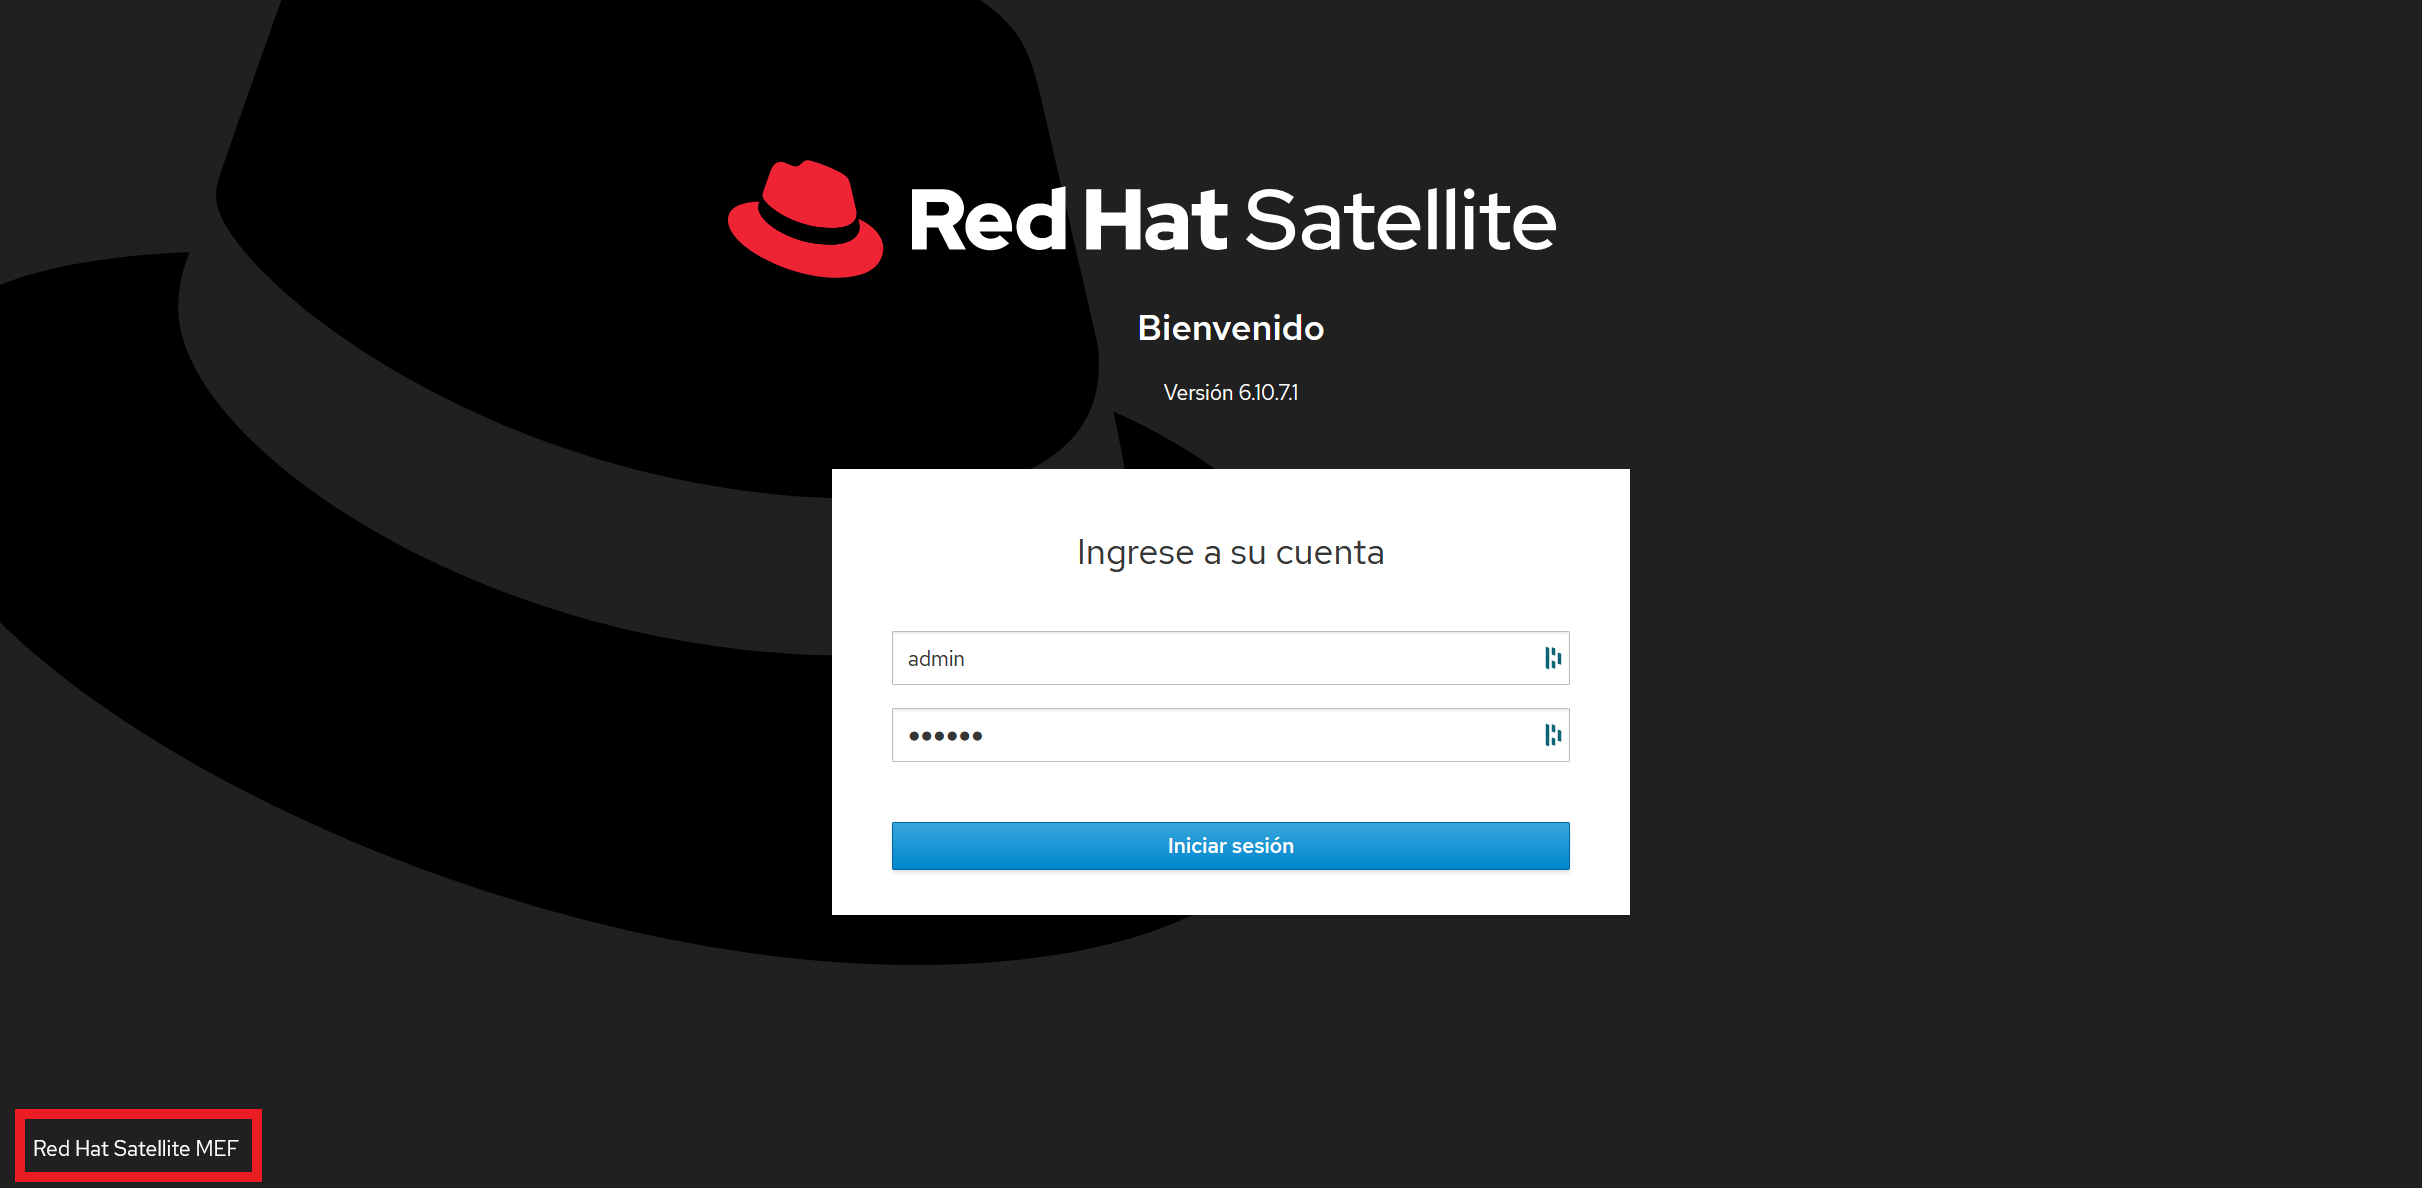 Red Hat Satellite
Bienvenido
Versión 6.10.7.1
Ingrese a su cuenta
admin
••••••
Iniciar sesión
Red Hat Satellite MEF